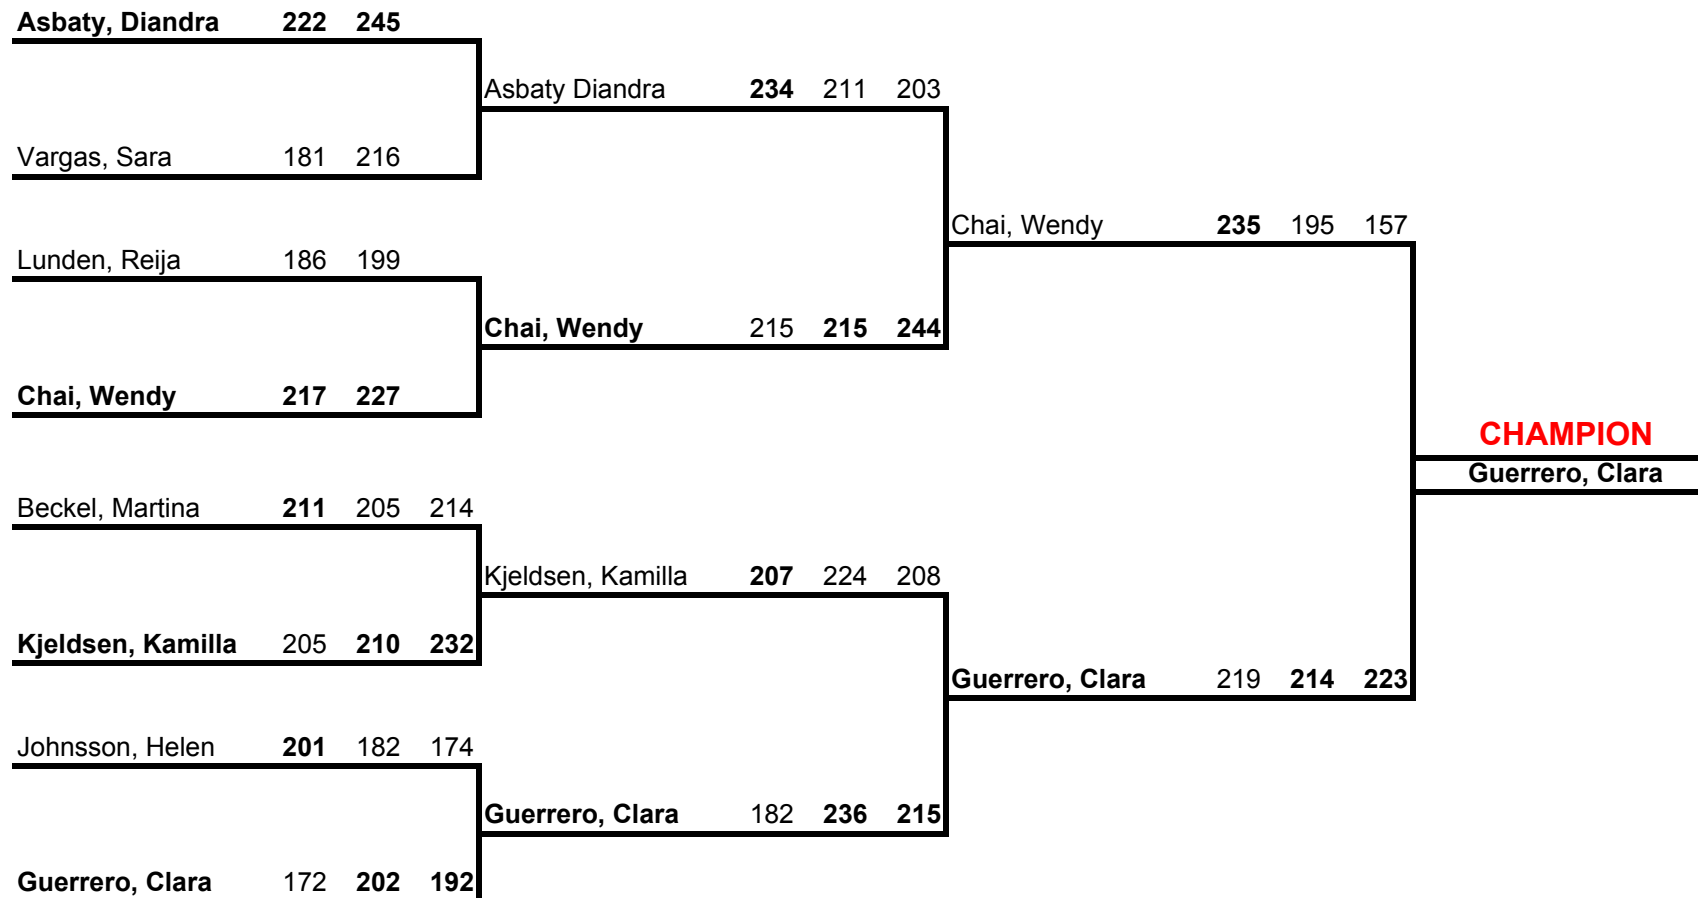 Asbaty, Diandra 222 245
Asbaty Diandra 234 211 203
Vargas, Sara 181 216
Chai, Wendy 235 195 157
Lunden, Reija 186 199
Chai, Wendy 215 215 244
Chai, Wendy 217 227
CHAMPION
Guerrero, Clara
Beckel, Martina 211 205 214
Kjeldsen, Kamilla 207 224 208
Kjeldsen, Kamilla 205 210 232
Guerrero, Clara 219 214 223
Johnsson, Helen 201 182 174
Guerrero, Clara 182 236 215
Guerrero, Clara 172 202 192